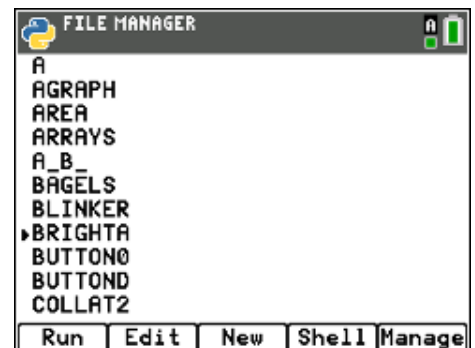 FILE MANAGER
A
A
AGRAPH
AREA
ARRAYS
A_B_
BAGELS
BLINKER
BRIGHTA
BUTTON0
BUTTOND
COLLAT2
Run Edit New Shell Manage